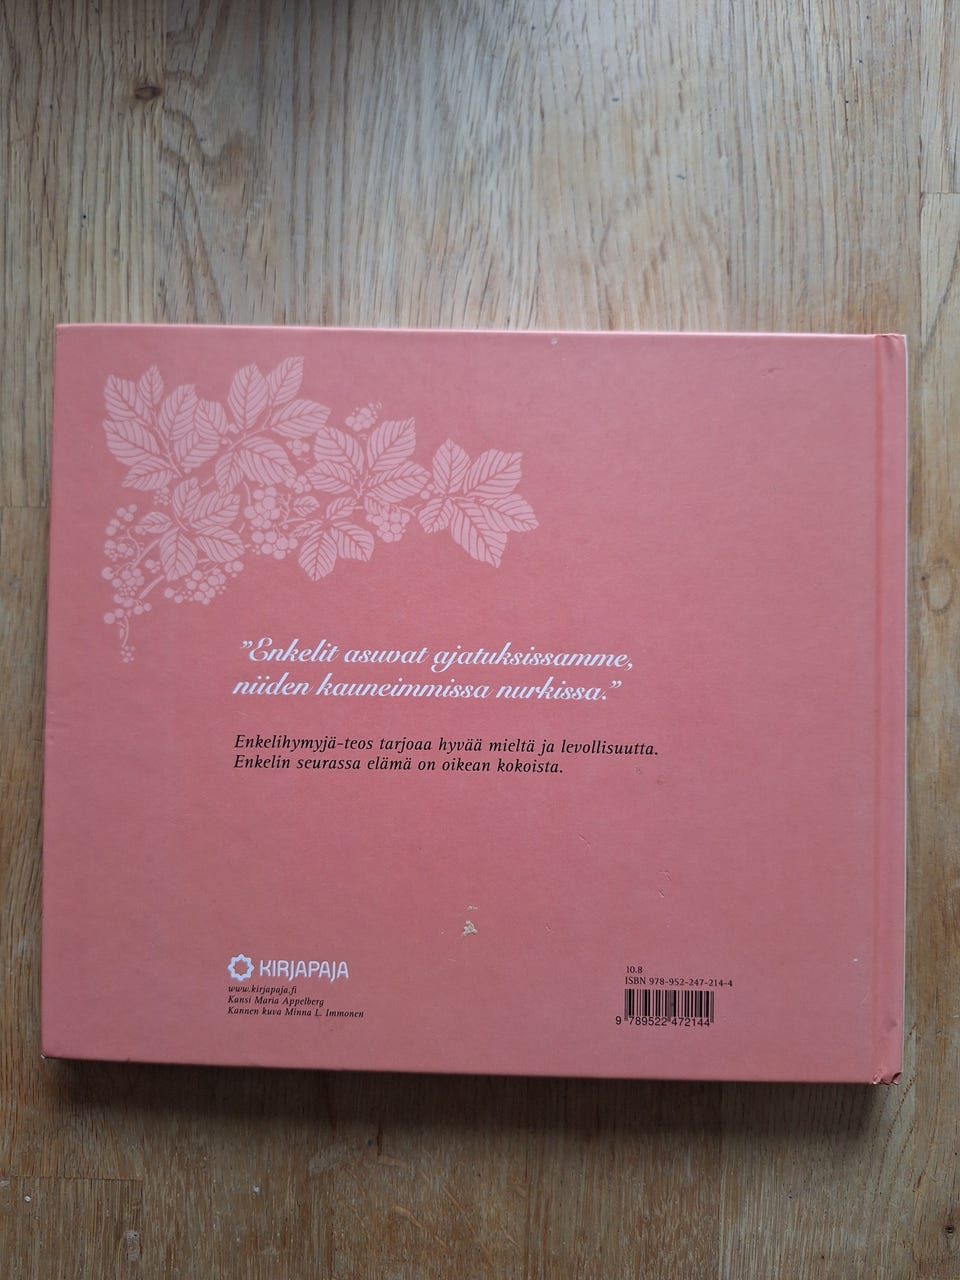 ”Enkelit asuvat ajatuksissamme,
niiden kauneimmissa nurkissa.”
Enkelihymyjä-teos tarjoaa hyvää mieltä ja levollisuutta.
Enkelin seurassa elämä on oikean kokoista.
KIRJAPAJA
www.kirjapaja.fi
Kansi Maria Appelberg
Kannen kuva Minna L. Immonen
10.8
ISBN 978-952-247-214-4
9 789522 472144